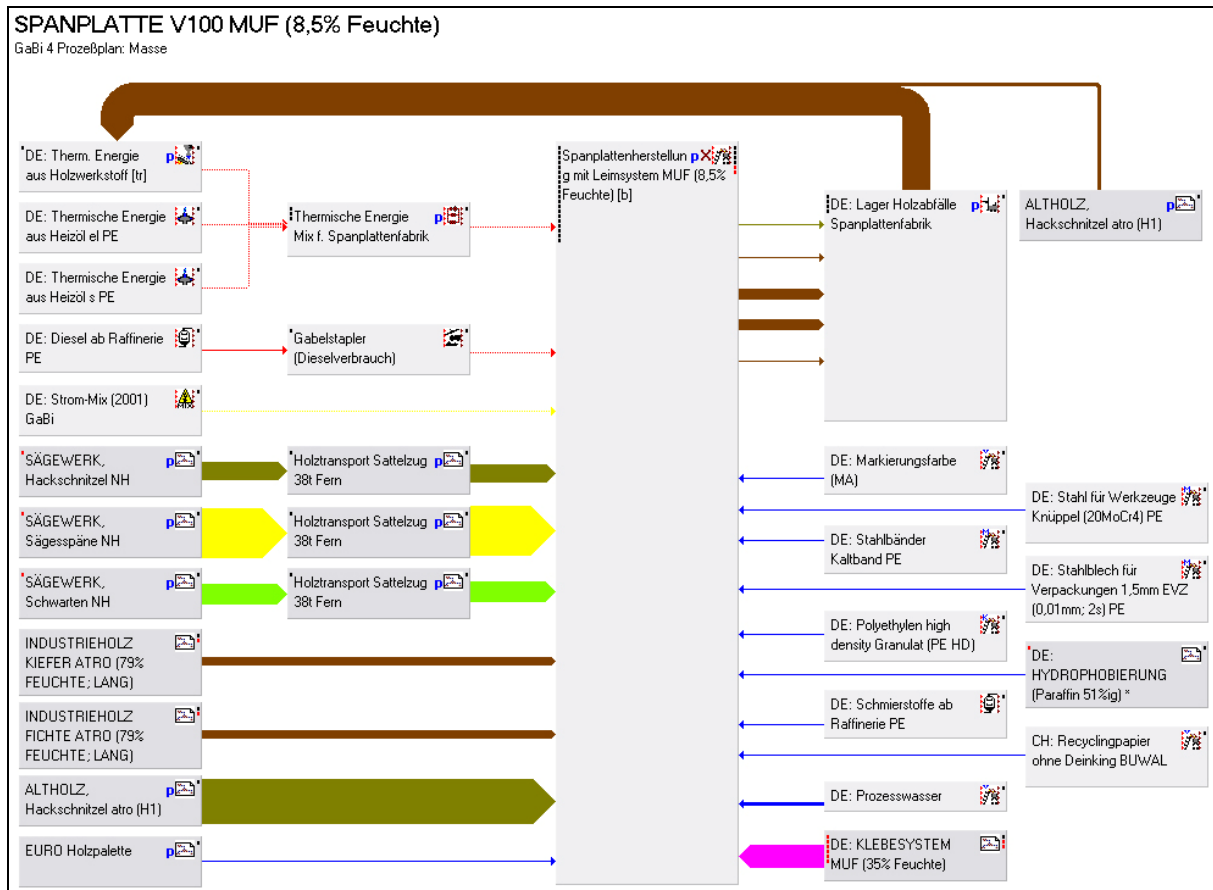 SPANPLATTE V100 MUF (8,5% Feuchte)
GaBi 4 Prozeßplan: Masse
DE: Therm. Energie
aus Holzwerkstoff [tr]
p
DE: Thermische Energie
aus Heizöl el PE
DE: Thermische Energie
aus Heizöl s PE
DE: Diesel ab Raffinerie
PE
DE: Strom-Mix (2001)
GaBi
SÄGEWERK,
Hackschnitzel NH
p
SÄGEWERK,
Sägesspäne NH
p
SÄGEWERK,
Schwarten NH
p
INDUSTRIEHOLZ
KIEFER ATRO (79%
FEUCHTE; LANG)
INDUSTRIEHOLZ
FICHTE ATRO (79%
FEUCHTE; LANG)
ALTHOLZ,
Hackschnitzel atro (H1)
p
EURO Holzpalette
p
Thermische Energie
Mix f. Spanplattenfabrik
p
Gabelstapler
(Dieselverbrauch)
Holztransport Sattelzug
38t Fern
p
Holztransport Sattelzug
38t Fern
p
Holztransport Sattelzug
38t Fern
p
Spanplattenherstellun
g mit Leimsystem MUF (8,5%
Feuchte) [b]
p
DE: Lager Holzabfälle
Spanplattenfabrik
p
DE: Markierungsfarbe
(MA)
DE: Stahlbänder
Kaltband PE
DE: Polyethylen high
density Granulat (PE HD)
DE: Schmierstoffe ab
Raffinerie PE
DE: Prozesswasser
DE: KLEBESYSTEM
MUF (35% Feuchte)
ALTHOLZ,
Hackschnitzel atro (H1)
p
DE: Stahl für Werkzeuge
Knüppel (20MoCr4) PE
DE: Stahlblech für
Verpackungen 1,5mm EVZ
(0,01mm; 2s) PE
DE:
HYDROPHOBIERUNG
(Paraffin 51%ig) *
CH: Recyclingpapier
ohne Deinking BUWAL